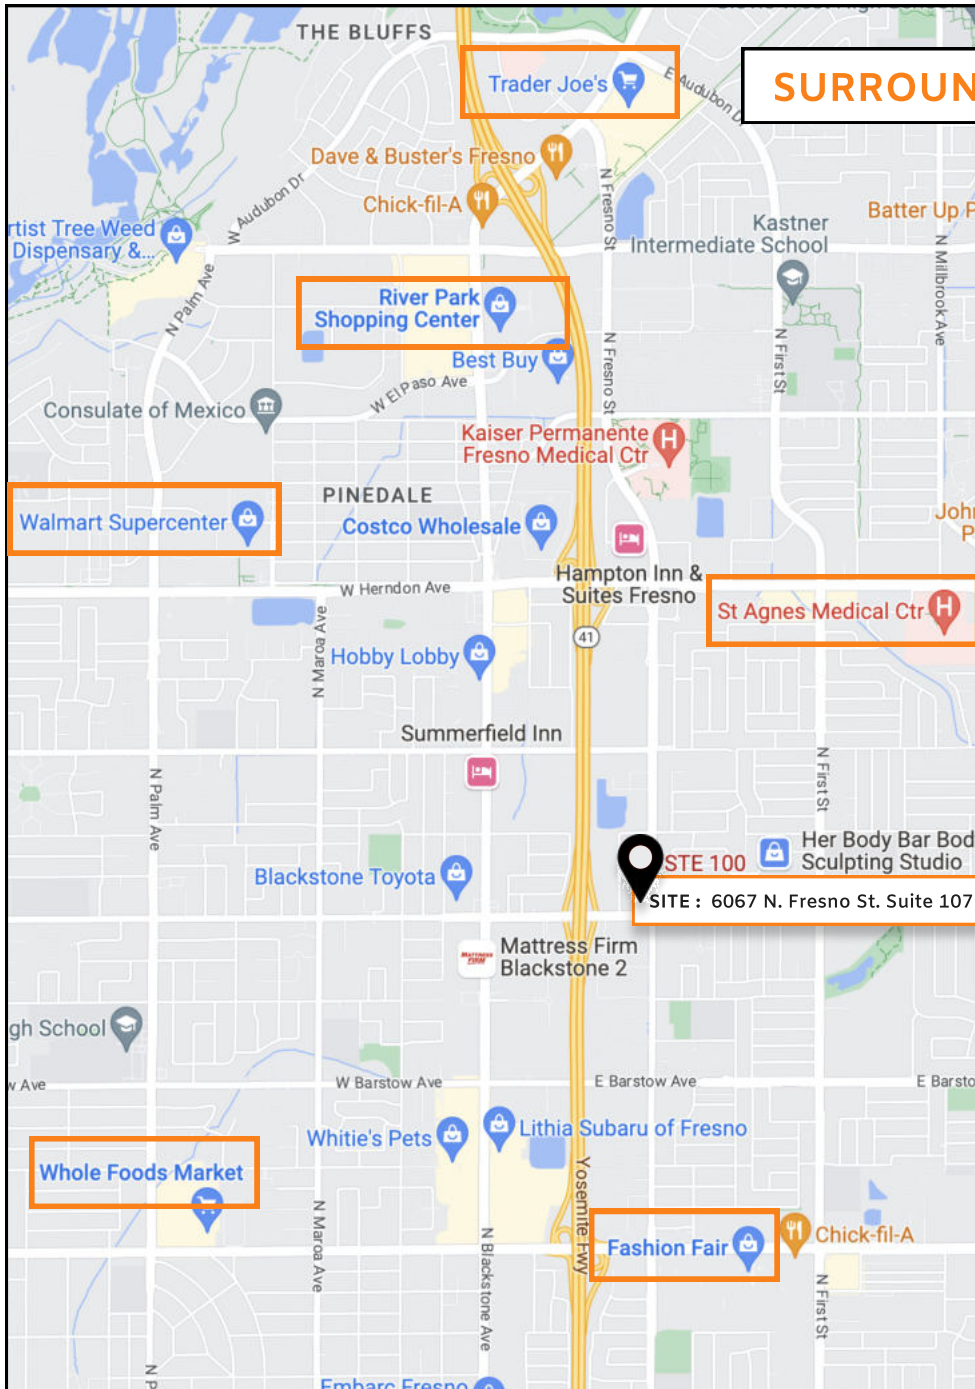 THE BLUFFS
Trader Joe's
E Audubon D
SURROUN
Dave & Buster's Fresno
Chick-fil-A
W Audubon Dr
N Fresno St
Kastner
Intermediate School
Batter Up F
rtist Tree Weed
Dispensary &...
N Palm Ave
N Millbrook Ave
River Park
Shopping Center
Best Buy
N Fresno St
N First St
W El Paso Ave
Consulate of Mexico
Kaiser Permanente
Fresno Medical Ctr
PINEDALE
Walmart Supercenter
Costco Wholesale
John
P
Hampton Inn &
Suites Fresno
W Herndon Ave
St Agnes Medical Ctr
41
N Maroa Ave
Hobby Lobby
Summerfield Inn
N Palm Ave
N First St
Her Body Bar Bod
Sculpting Studio
STE 100
Blackstone Toyota
SITE : 6067 N. Fresno St. Suite 107
MATTRESS
FIRM
Mattress Firm
Blackstone 2
gh School
w Ave
W Barstow Ave
E Barstow Ave
E Barsto
Whitie's Pets
Lithia Subaru of Fresno
Whole Foods Market
Yosemite Fwy
N Maroa Ave
N Blackstone Ave
Fashion Fair
Chick-fil-A
N First St
N P
Embarc Fresno